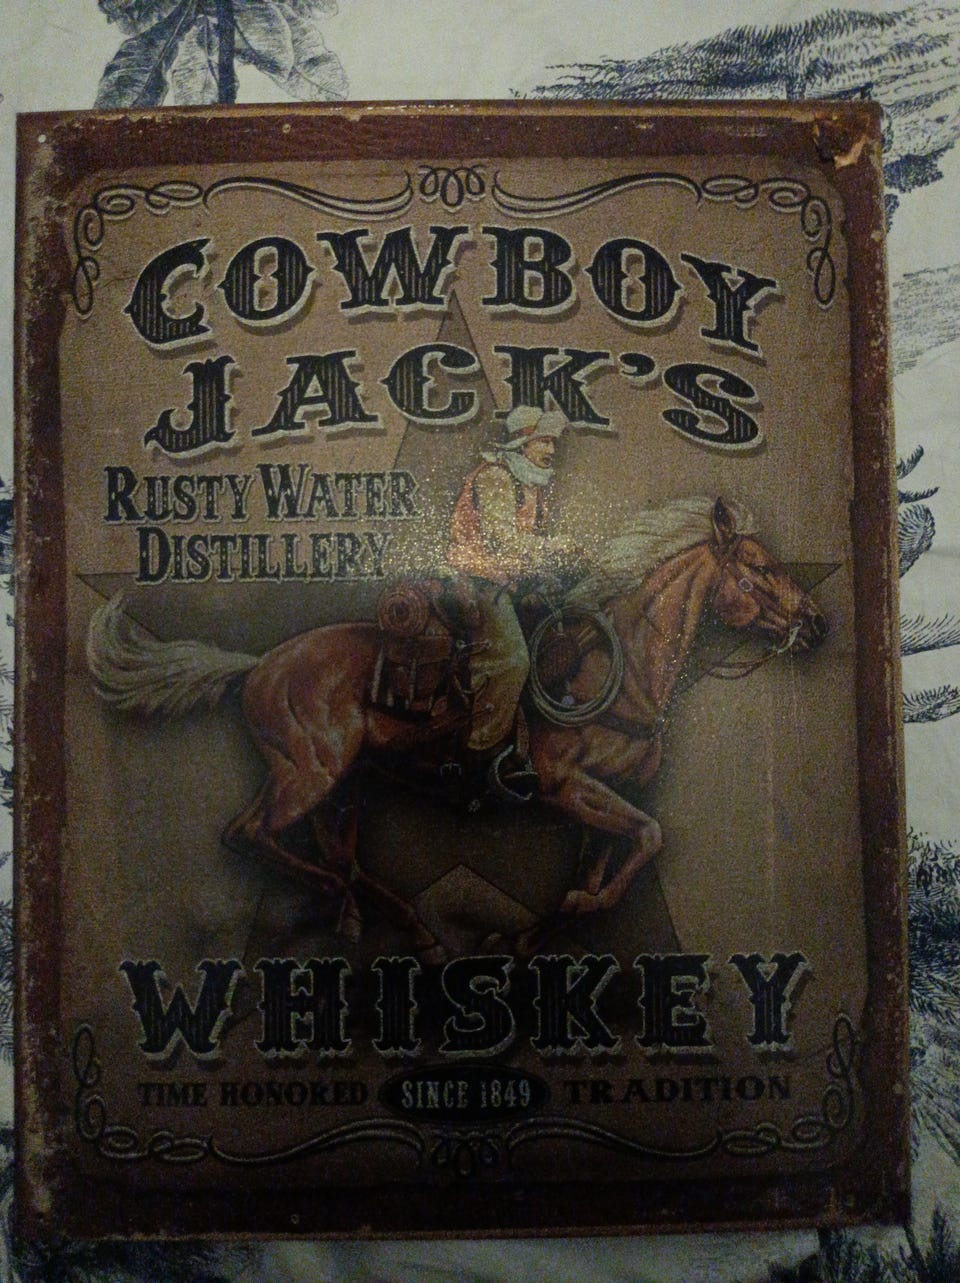 COWBOY
JACK'S
RUSTY WATER
DISTILLERY
WHISKEY
TIME HONORED SINCE 1849 TRADITION